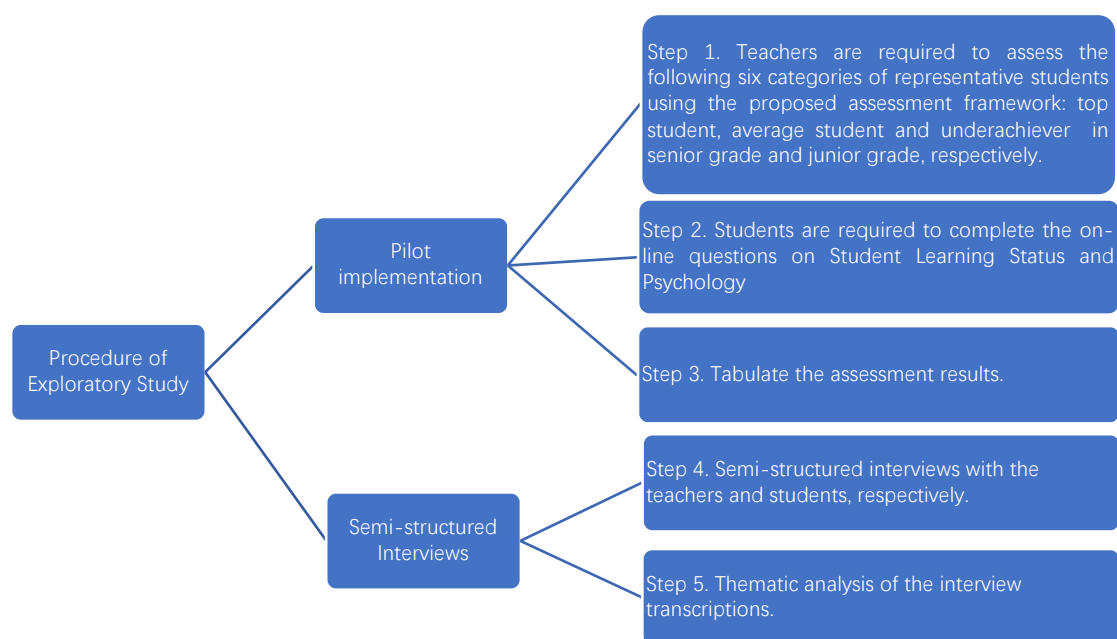 Procedure of
Exploratory Study
Pilot
implementation
Step 1. Teachers are required to assess the
following six categories of representative students
using the proposed assessment framework: top
student, average student and underachiever in
senior grade and junior grade, respectively.
Step 2. Students are required to complete the on-
line questions on Student Learning Status and
Psychology
Step 3. Tabulate the assessment results.
Semi-structured
Interviews
Step 4. Semi-structured interviews with the
teachers and students, respectively.
Step 5. Thematic analysis of the interview
transcriptions.